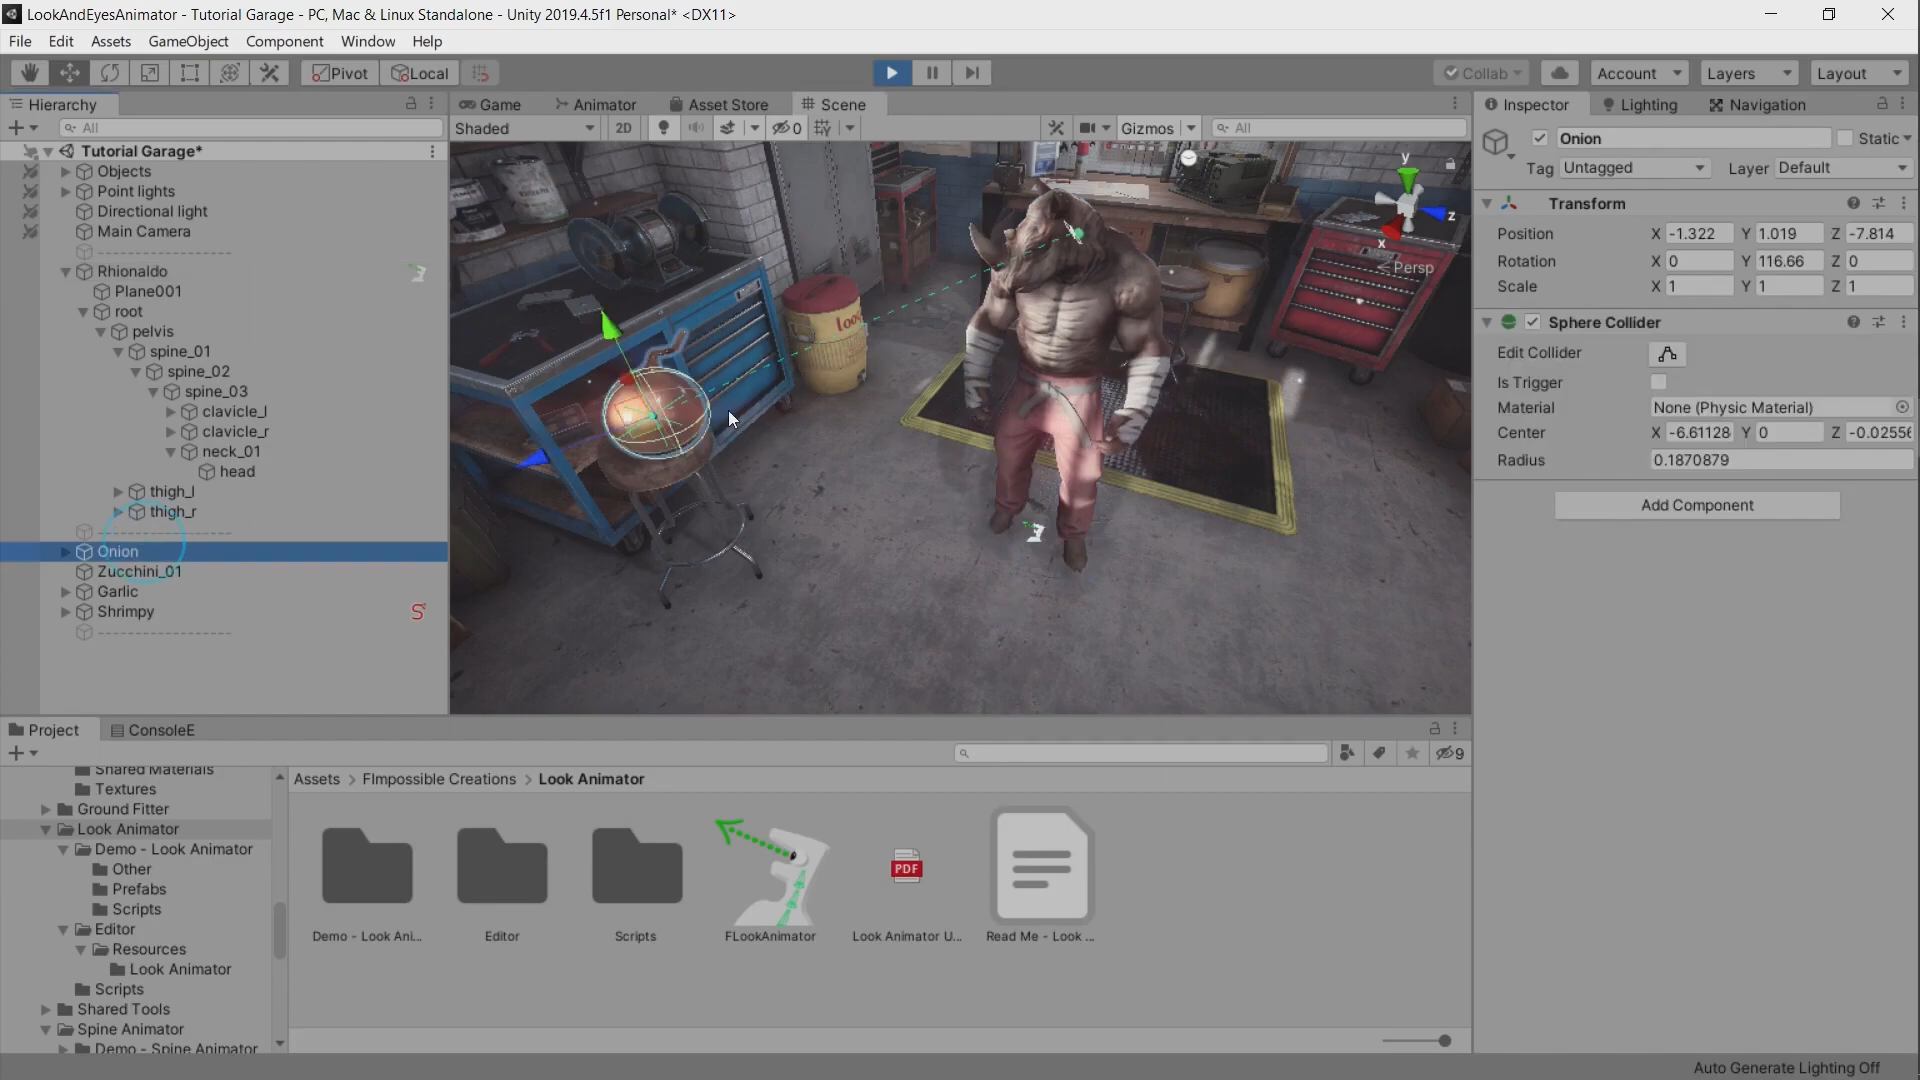 LookAndEyesAnimator - Tutorial Garage - PC, Mac & Linux Standalone - Unity 2019.4.5f1 Personal* <DX11>
File Edit Assets GameObject Component Window Help
Pivot Local Collab Account Layers Layout
Hierarchy
All
Tutorial Garage*
Objects
Point lights
Directional light
Main Camera
--------------------
Rhionaldo
Plane001
root
pelvis
spine_01
spine_02
spine_03
clavicle_l
clavicle_r
neck_01
head
thigh_l
thigh_r
--------------------
Onion
Zucchini_01
Garlic
Shrimpy
S
--------------------
Game Animator Asset Store Scene
Shaded 2D 0 Gizmos All
y
z
x
Persp
Inspector Lighting Navigation
Onion Static
Tag Untagged Layer Default
Transform
Position X -1.322 Y 1.019 Z -7.814
Rotation X 0 Y 116.66 Z 0
Scale X 1 Y 1 Z 1
Sphere Collider
Edit Collider
Is Trigger
Material None (Physic Material)
Center X -6.61128 Y 0 Z -0.0255
Radius 0.1870879
Add Component
Project ConsoleE
9
Shared Materials
Textures
Ground Fitter
Look Animator
Demo - Look Animator
Other
Prefabs
Scripts
Editor
Resources
Look Animator
Scripts
Shared Tools
Spine Animator
Demo - Spine Animator
Assets > FImpossible Creations > Look Animator
PDF
Demo - Look Ani... Editor Scripts FLookAnimator Look Animator U... Read Me - Look ...
Auto Generate Lighting Off